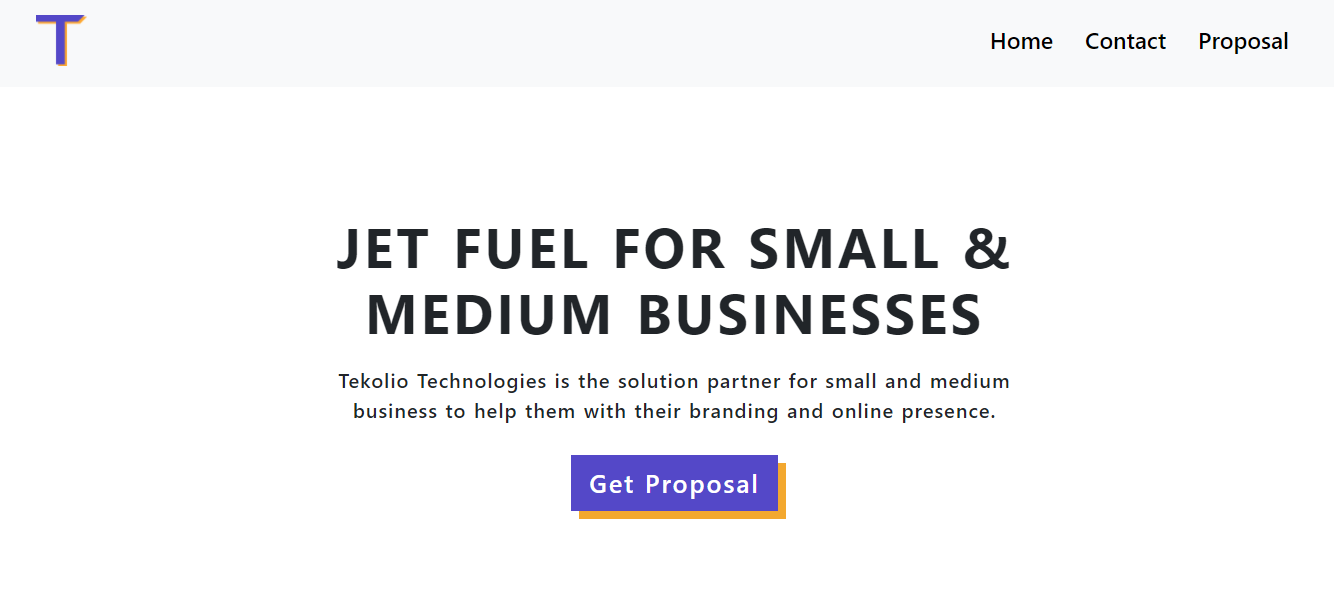 T
Home Contact Proposal
JET FUEL FOR SMALL &
MEDIUM BUSINESSES
Tekolio Technologies is the solution partner for small and medium
business to help them with their branding and online presence.
Get Proposal